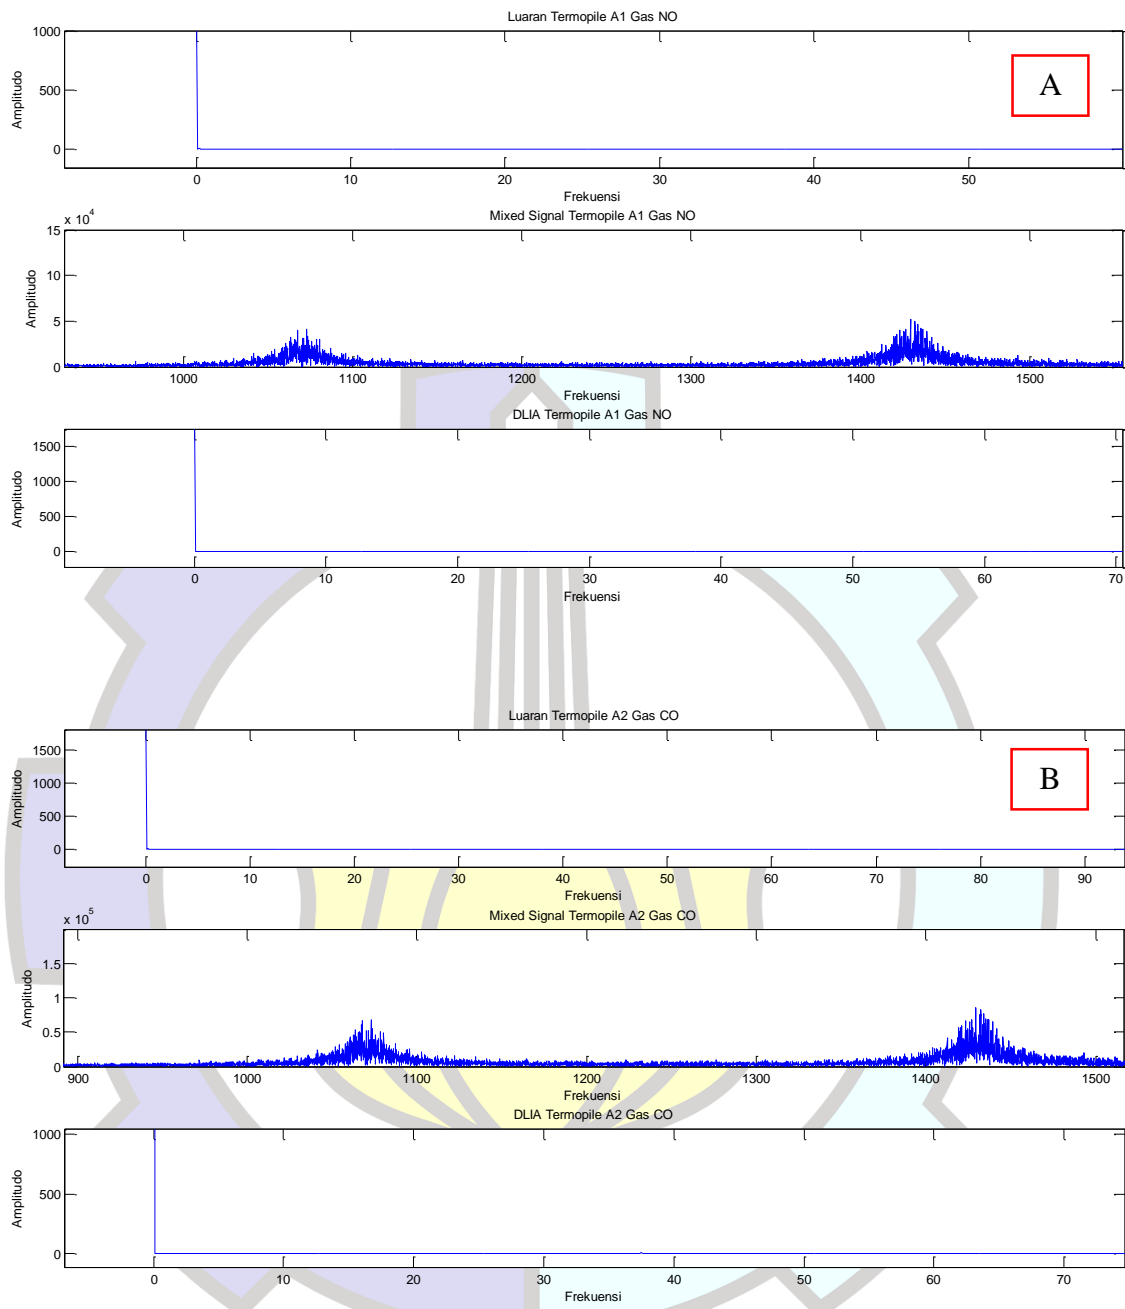 Luaran Termopile A1 Gas NO
1000
500
0
Amplitudo
A
0 10 20 30 40 50
Frekuensi
Mixed Signal Termopile A1 Gas NO
x 10^4
15
10
5
0
Amplitudo
1000 1100 1200 1300 1400 1500
Frekuensi
DLIA Termopile A1 Gas NO
1500
1000
500
0
Amplitudo
0 10 20 30 40 50 60 70
Frekuensi
Luaran Termopile A2 Gas CO
1500
1000
500
0
Amplitudo
B
0 10 20 30 40 50 60 70 80 90
Frekuensi
Mixed Signal Termopile A2 Gas CO
x 10^5
1.5
1
0.5
0
Amplitudo
900 1000 1100 1200 1300 1400 1500
Frekuensi
DLIA Termopile A2 Gas CO
1000
500
0
Amplitudo
0 10 20 30 40 50 60 70
Frekuensi